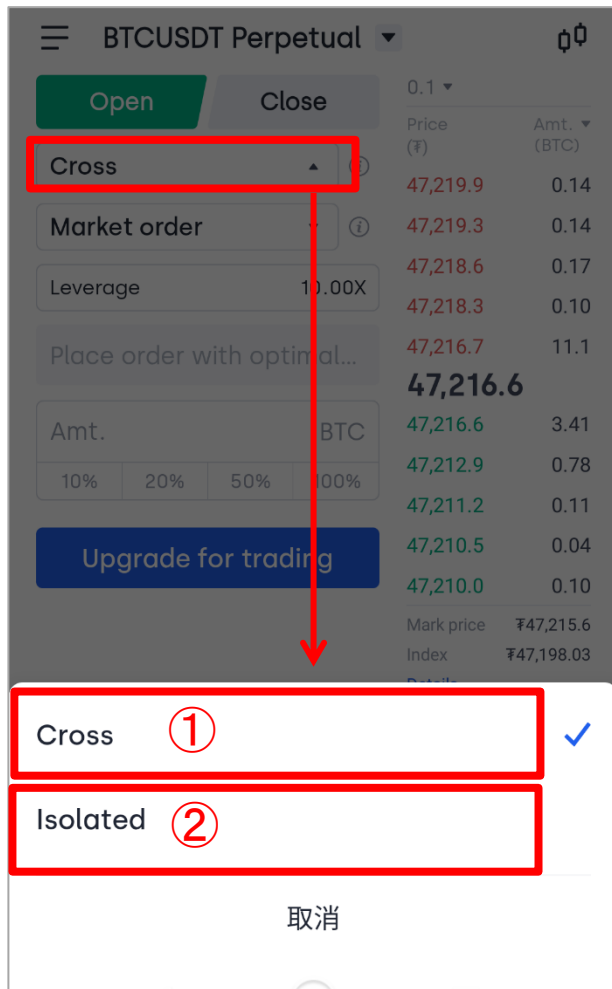 BTCUSDT Perpetual
Open
Close
0.1
Price
(₮)
Amt.
(BTC)
Cross
47,219.9 0.14
Market order
47,219.3 0.14
47,218.6 0.17
Leverage 10.00X
47,218.3 0.10
47,216.7 11.1
Place order with optimal...
47,216.6
Amt. BTC
47,216.6 3.41
10% 20% 50% 100%
47,212.9 0.78
47,211.2 0.11
Upgrade for trading
47,210.5 0.04
47,210.0 0.10
Mark price ₮47,215.6
Index ₮47,198.03
Details
Cross ①
Isolated ②
取消